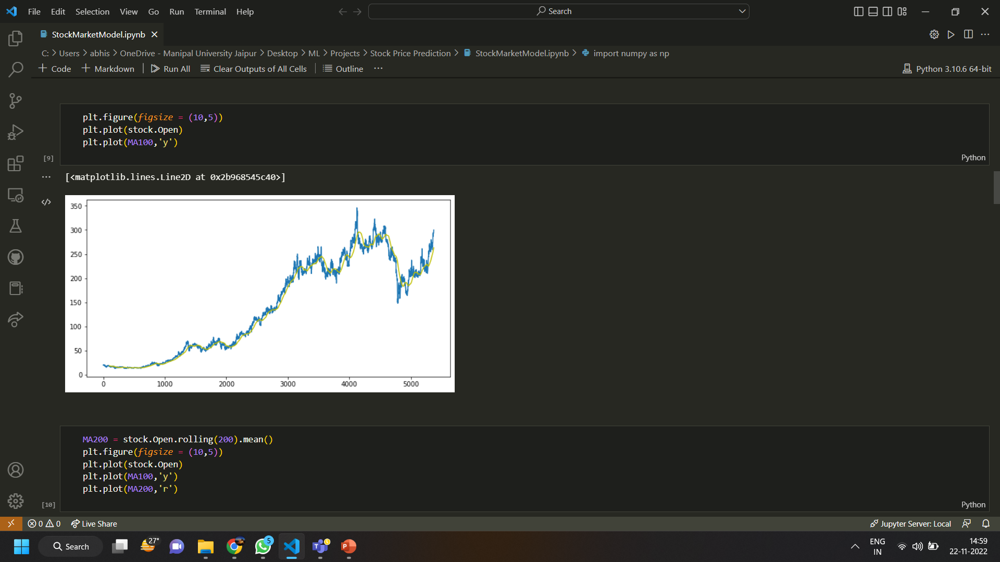 File Edit Selection View Go Run Terminal Help
Search
StockMarketModel.ipynb
C: > Users > abhis > OneDrive - Manipal University Jaipur > Desktop > ML > Projects > Stock Price Prediction > StockMarketModel.ipynb > import numpy as np
+ Code + Markdown | Run All Clear Outputs of All Cells | Outline ···
Python 3.10.6 64-bit
plt.figure(figsize = (10,5))
plt.plot(stock.Open)
plt.plot(MA100,'y')
[9]
Python
[<matplotlib.lines.Line2D at 0x2b968545c40>]
350
300
250
200
150
100
50
0
0 1000 2000 3000 4000 5000
MA200 = stock.Open.rolling(200).mean()
plt.figure(figsize = (10,5))
plt.plot(stock.Open)
plt.plot(MA100,'y')
plt.plot(MA200,'r')
[10]
Python
0 0 Live Share
Jupyter Server: Local
Search
27°
5
ENG
IN
14:59
22-11-2022